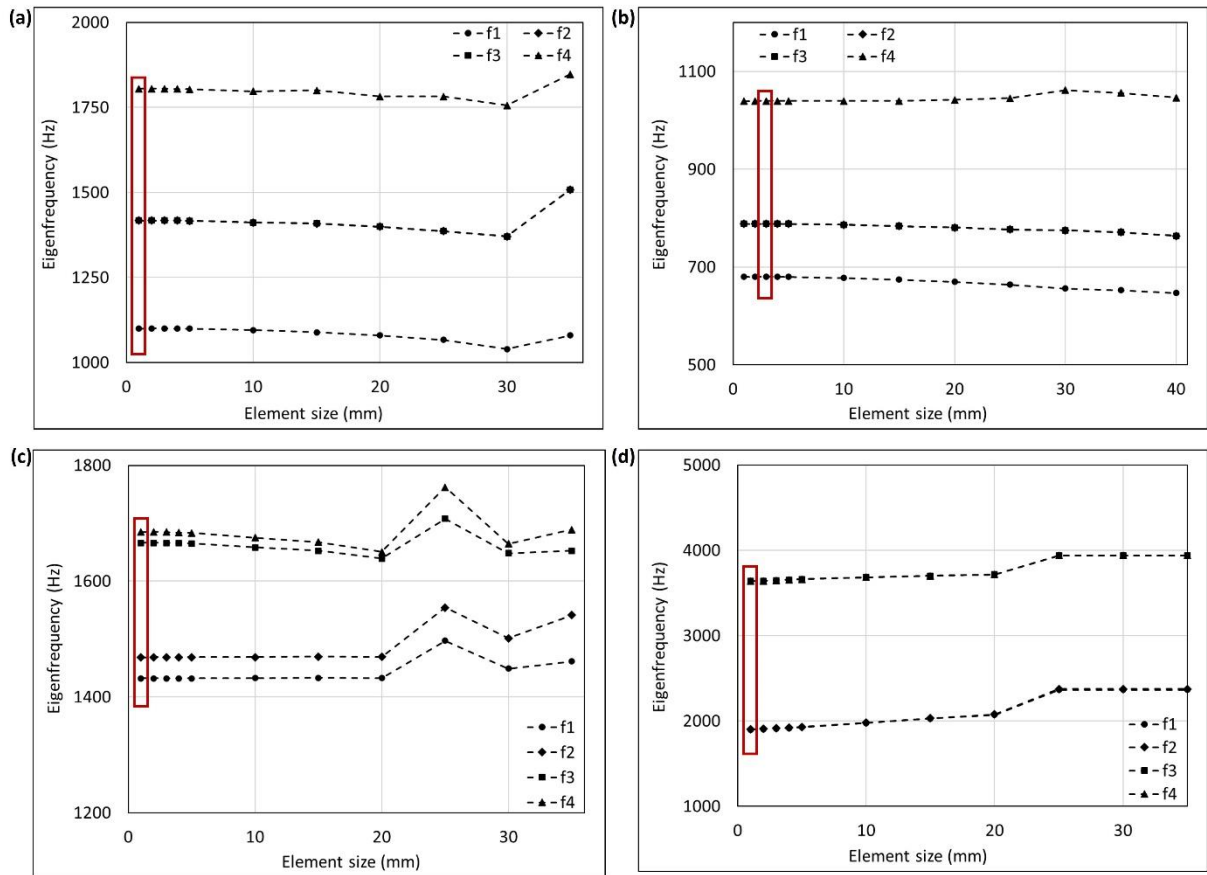 (a)
2000
1750
1500
1250
1000
Eigenfrequency (Hz)
f1 f2
f3 f4
0 10 20 30
Element size (mm)
(b)
1100
900
700
500
Eigenfrequency (Hz)
f1 f2
f3 f4
0 10 20 30 40
Element size (mm)
(c)
1800
1600
1400
1200
Eigenfrequency (Hz)
f1
f2
f3
f4
0 10 20 30
Element size (mm)
(d)
5000
4000
3000
2000
1000
Eigenfrequency (Hz)
f1
f2
f3
f4
0 10 20 30
Element size (mm)